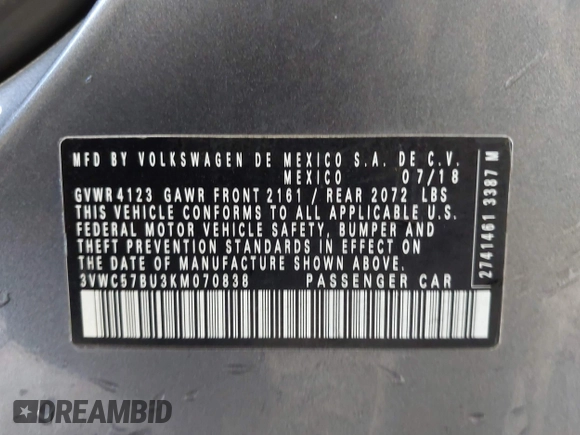 MFD BY VOLKSWAGEN DE MEXICO S.A. DE C.V.
MEXICO 07/18
GVWR 4123 GAWR FRONT 2161 / REAR 2072 LBS
THIS VEHICLE CONFORMS TO ALL APPLICABLE U.S.
FEDERAL MOTOR VEHICLE SAFETY, BUMPER AND
THEFT PREVENTION STANDARDS IN EFFECT ON
THE DATE OF MANUFACTURE SHOWN ABOVE.
3VWC57BU3KM070838 PASSENGER CAR
2741461 3387 M
DREAMBID